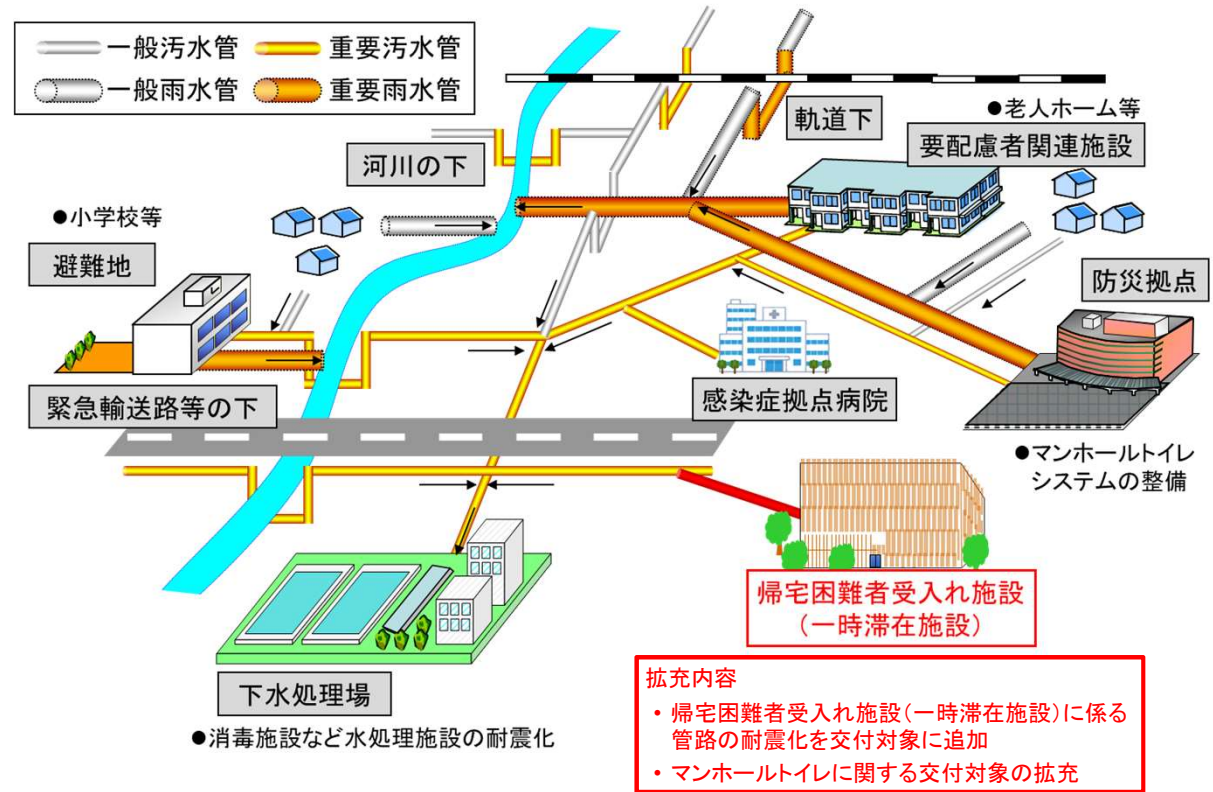 一般汚水管
重要汚水管
一般雨水管
重要雨水管
軌道下
●老人ホーム等
要配慮者関連施設
河川の下
●小学校等
避難地
防災拠点
緊急輸送路等の下
感染症拠点病院
●マンホールトイレ
システムの整備
帰宅困難者受入れ施設
(一時滞在施設)
下水処理場
●消毒施設など水処理施設の耐震化
拡充内容
・帰宅困難者受入れ施設(一時滞在施設)に係る
管路の耐震化を交付対象に追加
・マンホールトイレに関する交付対象の拡充